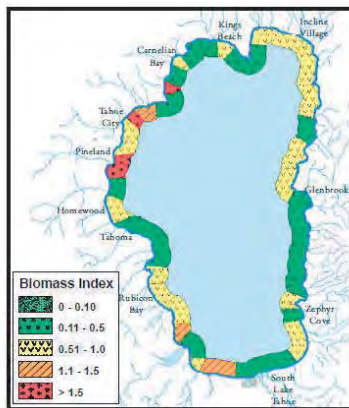 Kings
Beach
Incline
Village
Carnelian
Bay
Tahoe
City
Pineland
Glenbrook
Homewood
Tahoma
Rubicon
Bay
Zephyr
Cove
South
Lake
Tahoe
Biomass Index
0 - 0.10
0.11 - 0.5
0.51 - 1.0
1.1 - 1.5
> 1.5